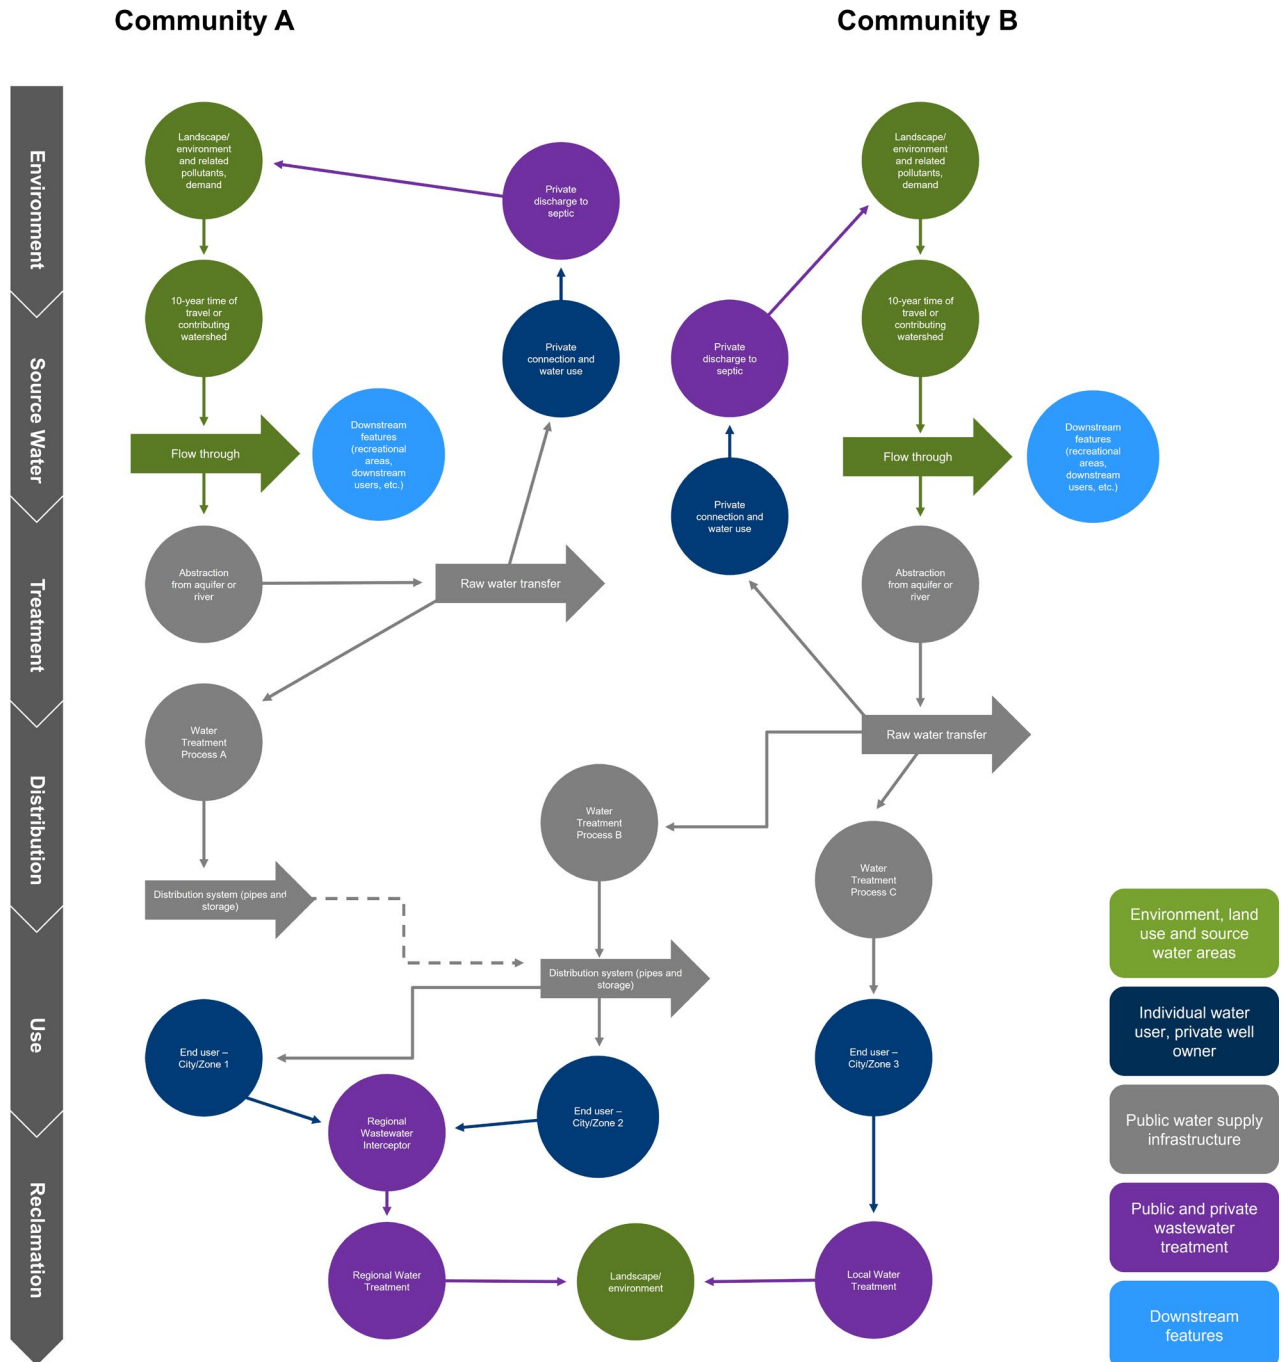 Community A
Community B
Environment
Source Water
Treatment
Distribution
Use
Reclamation
Landscape/
environment
and related
pollutants,
demand
Private
discharge to
septic
10-year time of
travel or
contributing
watershed
Private
connection and
water use
Flow through
Downstream
features
(recreational
areas,
downstream
users, etc.)
Abstraction
from aquifer or
river
Raw water transfer
Water
Treatment
Process A
Distribution system (pipes and
storage)
Landscape/
environment
and related
pollutants,
demand
10-year time of
travel or
contributing
watershed
Private
discharge to
septic
Flow through
Downstream
features
(recreational
areas,
downstream
users, etc.)
Private
connection and
water use
Abstraction
from aquifer or
river
Raw water transfer
Water
Treatment
Process B
Water
Treatment
Process C
Distribution system (pipes and
storage)
End user –
City/Zone 1
End user –
City/Zone 2
End user –
City/Zone 3
Regional
Wastewater
Interceptor
Regional Water
Treatment
Landscape/
environment
Local Water
Treatment
Environment, land
use and source
water areas
Individual water
user, private well
owner
Public water supply
infrastructure
Public and private
wastewater
treatment
Downstream
features